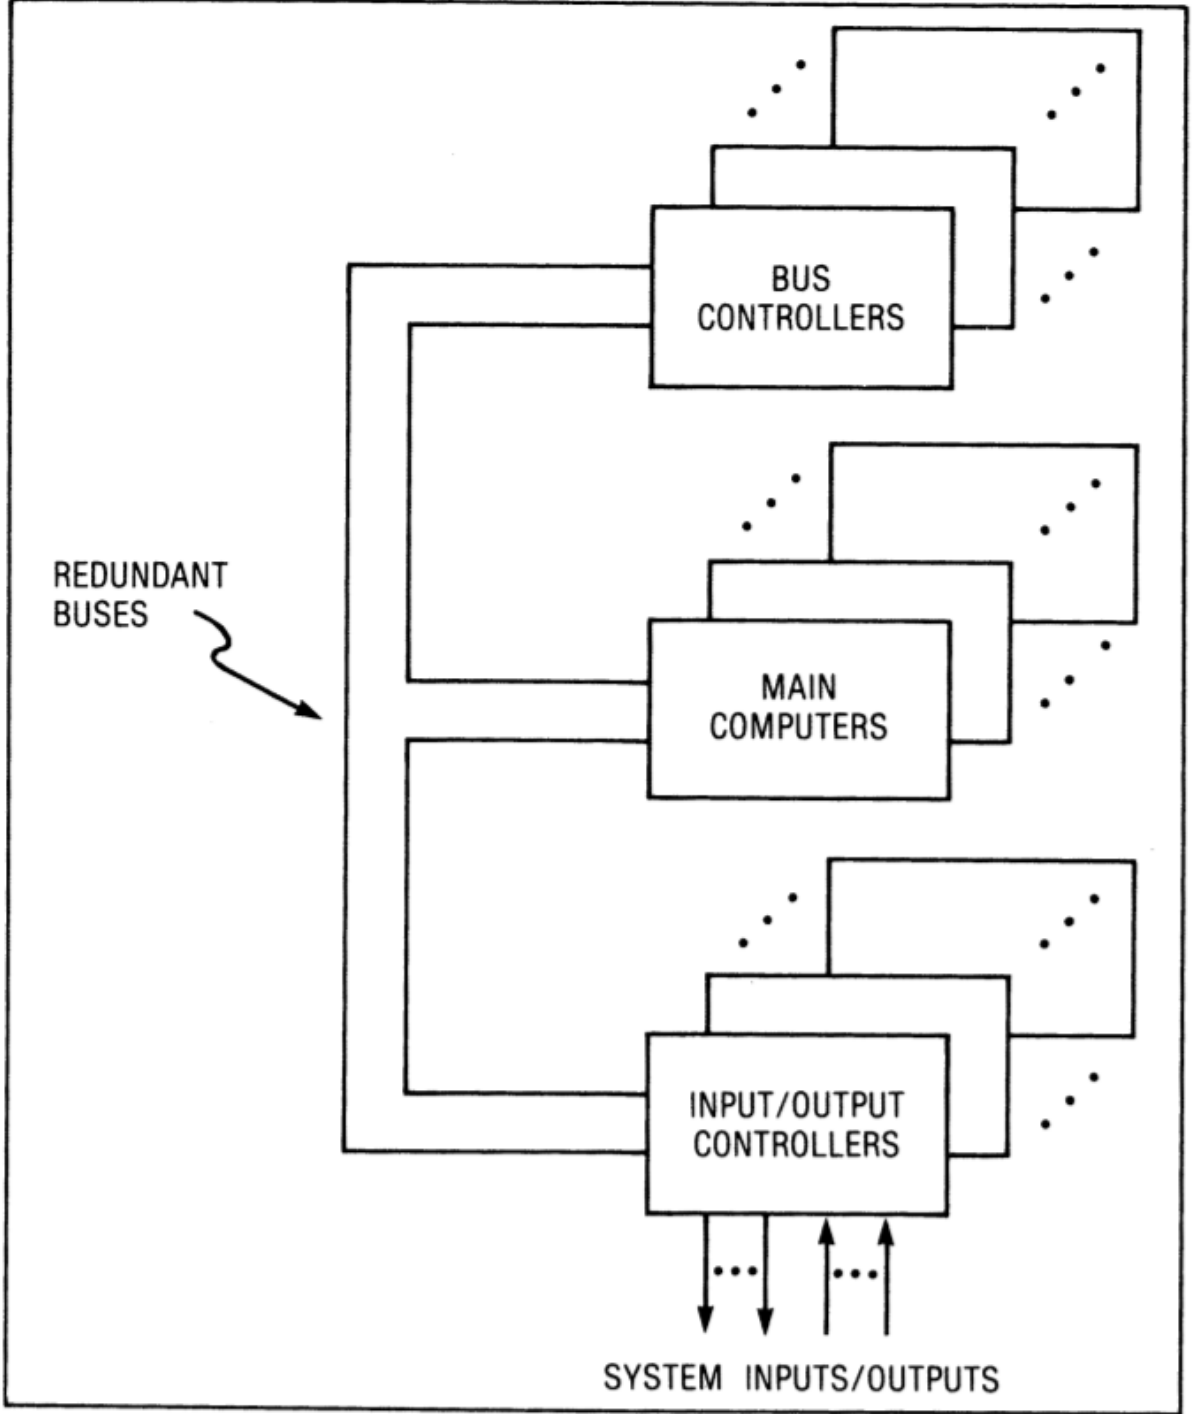 BUS
CONTROLLERS
REDUNDANT
BUSES
MAIN
COMPUTERS
INPUT/OUTPUT
CONTROLLERS
SYSTEM INPUTS/OUTPUTS